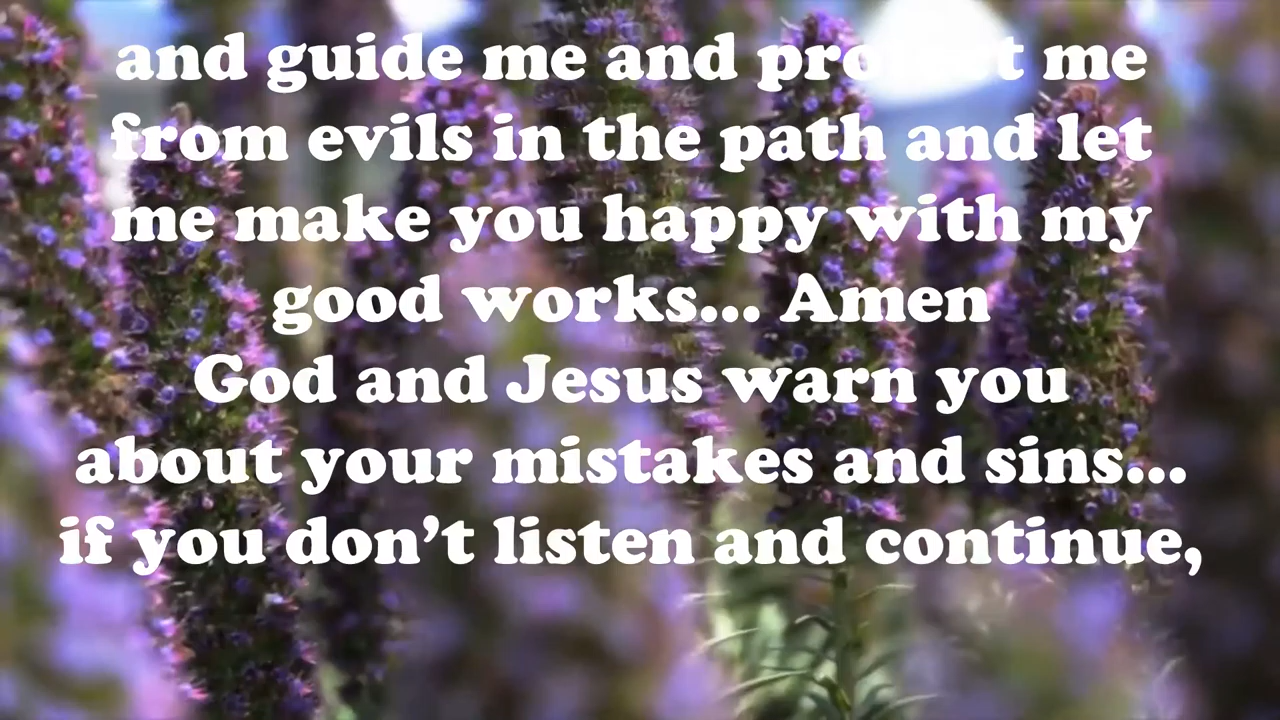 and guide me and protect me
from evils in the path and let
me make you happy with my
good works... Amen
God and Jesus warn you
about your mistakes and sins...
if you don’t listen and continue,